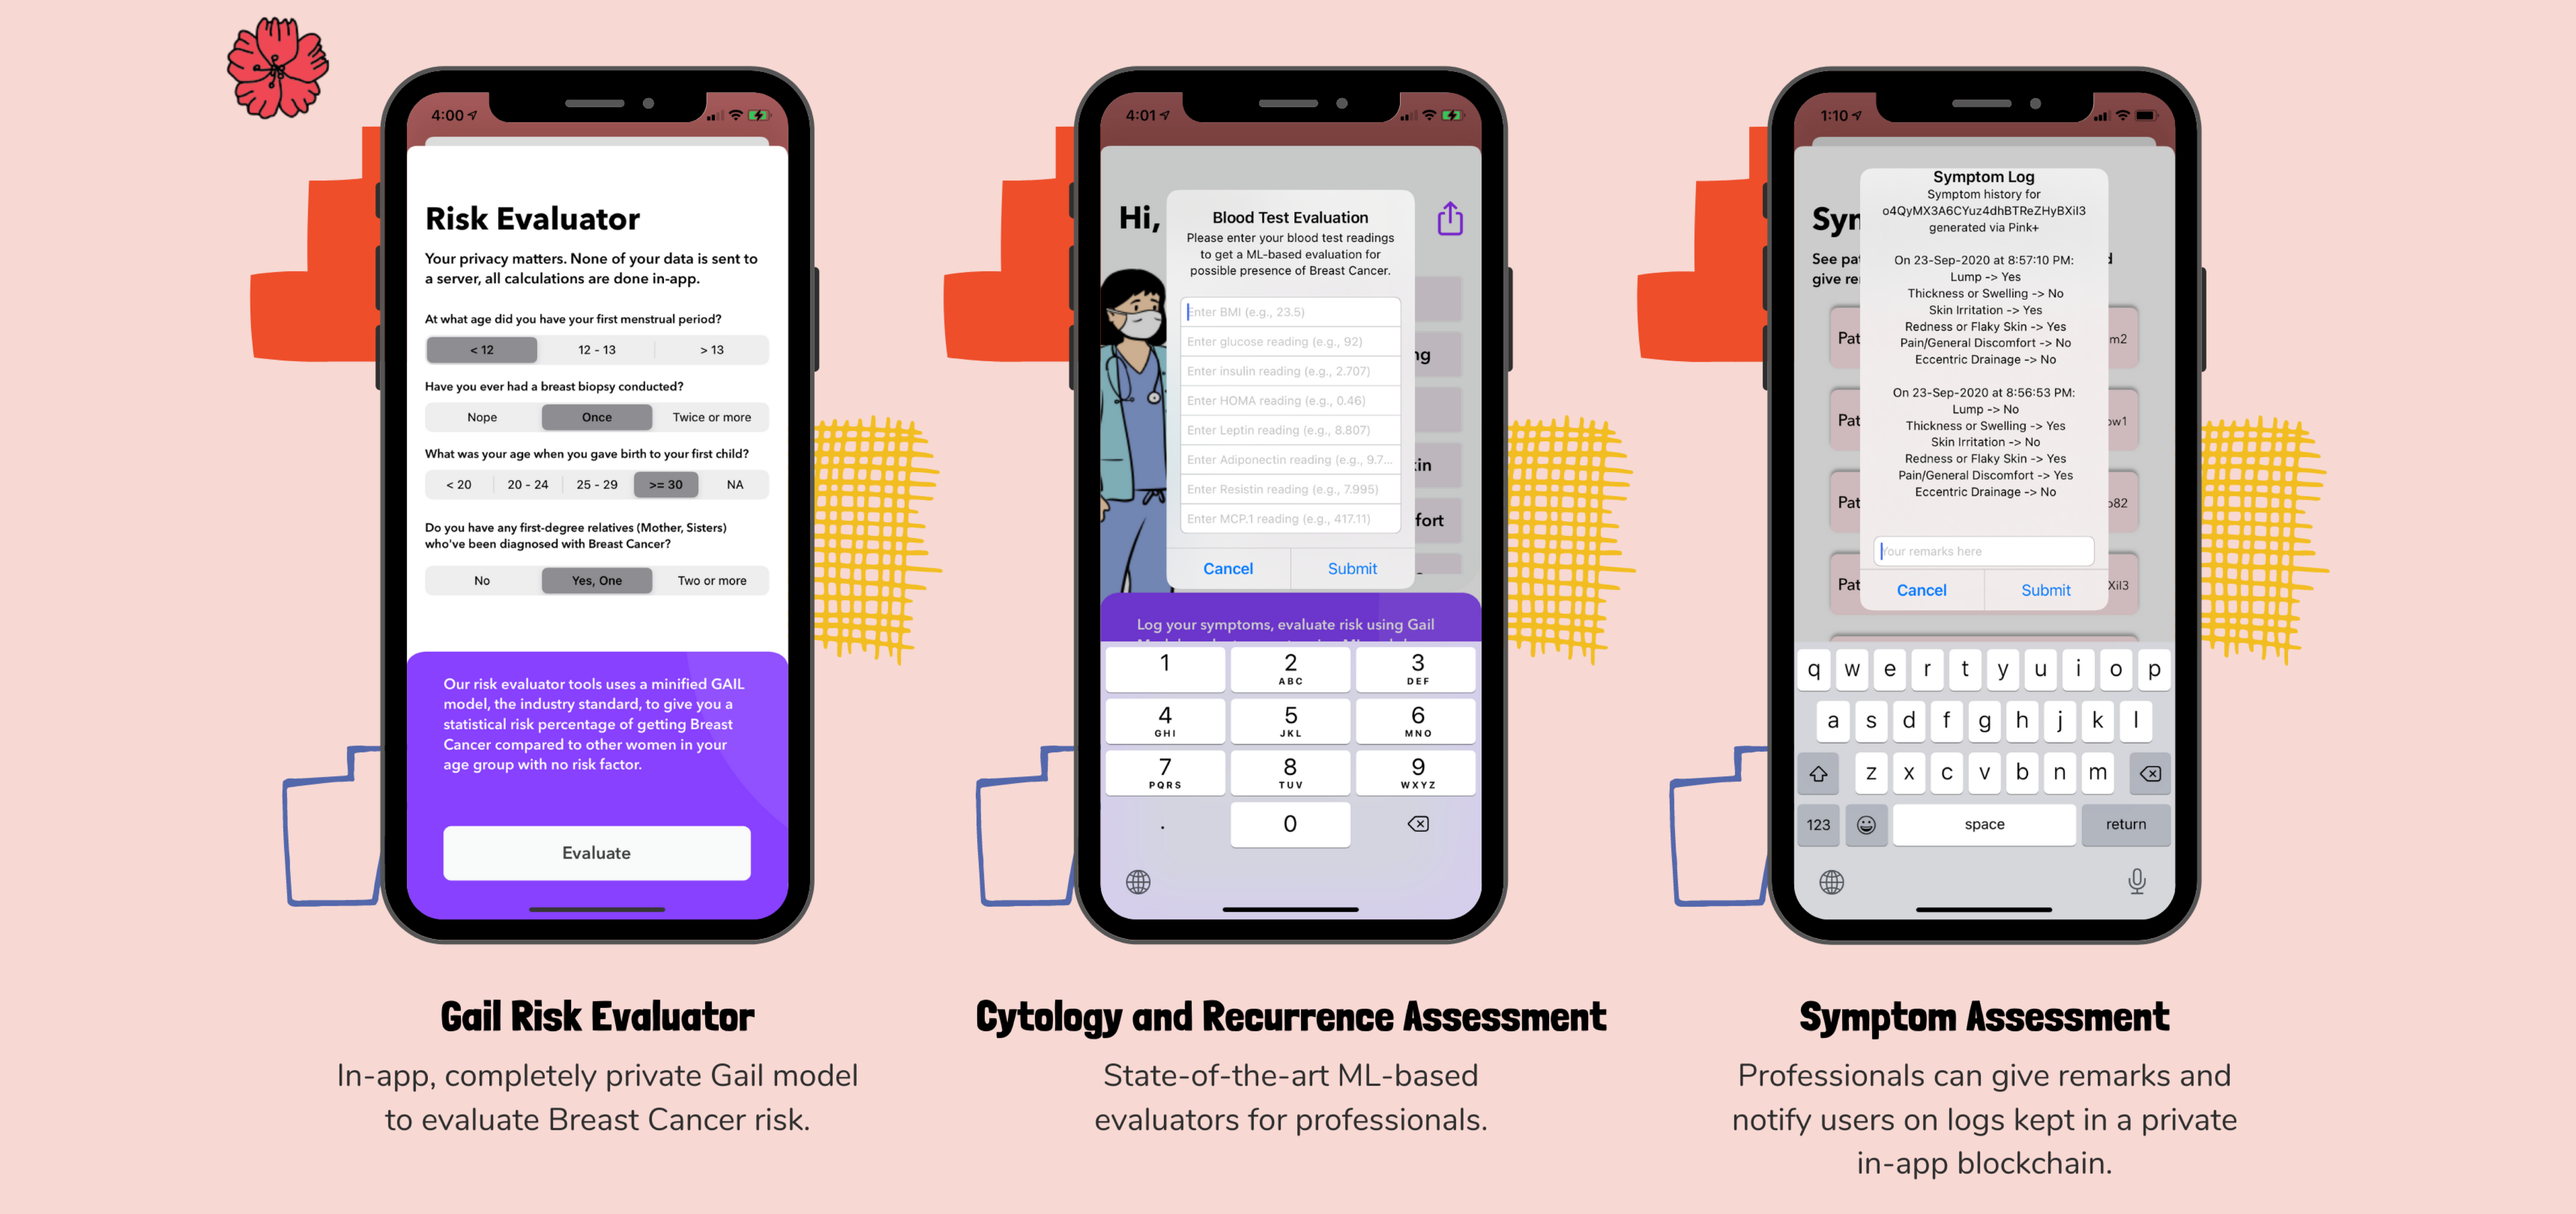 4:00
Risk Evaluator
Your privacy matters. None of your data is sent to
a server, all calculations are done in-app.
At what age did you have your first menstrual period?
< 12 12 - 13 > 13
Have you ever had a breast biopsy conducted?
Nope Once Twice or more
What was your age when you gave birth to your first child?
< 20 20 - 24 25 - 29 >= 30 NA
Do you have any first-degree relatives (Mother, Sisters)
who've been diagnosed with Breast Cancer?
No Yes, One Two or more
Our risk evaluator tools uses a minified GAIL
model, the industry standard, to give you a
statistical risk percentage of getting Breast
Cancer compared to other women in your
age group with no risk factor.
Evaluate
Gail Risk Evaluator
In-app, completely private Gail model
to evaluate Breast Cancer risk.
4:01
Hi,
Blood Test Evaluation
Please enter your blood test readings
to get a ML-based evaluation for
possible presence of Breast Cancer.
Enter BMI (e.g., 23.5)
Enter glucose reading (e.g., 92)
Enter insulin reading (e.g., 2.707)
Enter HOMA reading (e.g., 0.46)
Enter Leptin reading (e.g., 8.807)
Enter Adiponectin reading (e.g., 9.7...
Enter Resistin reading (e.g., 7.995)
Enter MCP.1 reading (e.g., 417.11)
Cancel Submit
Log your symptoms, evaluate risk using Gail
1 2 3
ABC DEF
4 5 6
GHI JKL MNO
7 8 9
PQRS TUV WXYZ
. 0
Cytology and Recurrence Assessment
State-of-the-art ML-based
evaluators for professionals.
1:10
Symptom Log
Symptom history for
o4QyMX3A6CYuz4dhBTReZHyBXiI3
generated via Pink+
On 23-Sep-2020 at 8:57:10 PM:
Lump -> Yes
Thickness or Swelling -> No
Skin Irritation -> Yes
Redness or Flaky Skin -> Yes
Pain/General Discomfort -> No
Eccentric Drainage -> No
On 23-Sep-2020 at 8:56:53 PM:
Lump -> No
Thickness or Swelling -> Yes
Skin Irritation -> No
Redness or Flaky Skin -> Yes
Pain/General Discomfort -> Yes
Eccentric Drainage -> No
Your remarks here
Cancel Submit
Syn
See pa
give re
Pat m2
Pat ow1
Pat o82
Pat Xil3
q w e r t y u i o p
a s d f g h j k l
z x c v b n m
123 space return
Symptom Assessment
Professionals can give remarks and
notify users on logs kept in a private
in-app blockchain.